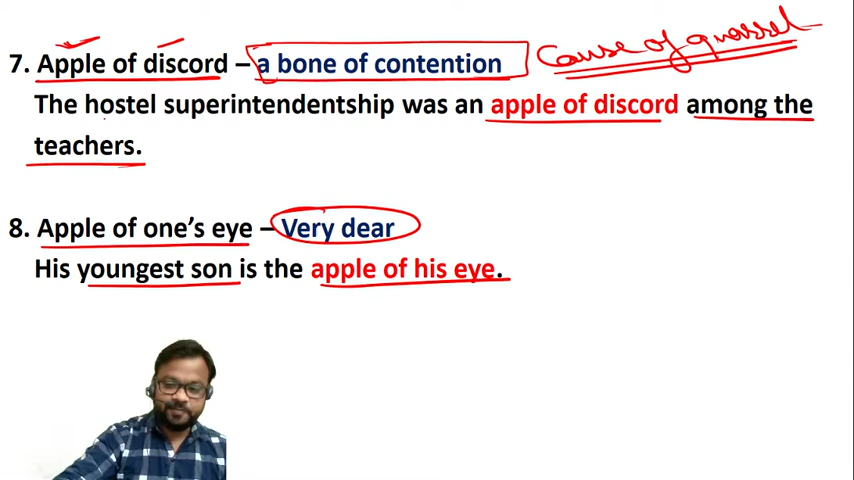 7. Apple of discord – a bone of contention Cause of quarrel
The hostel superintendentship was an apple of discord among the
teachers.
8. Apple of one's eye – Very dear
His youngest son is the apple of his eye.